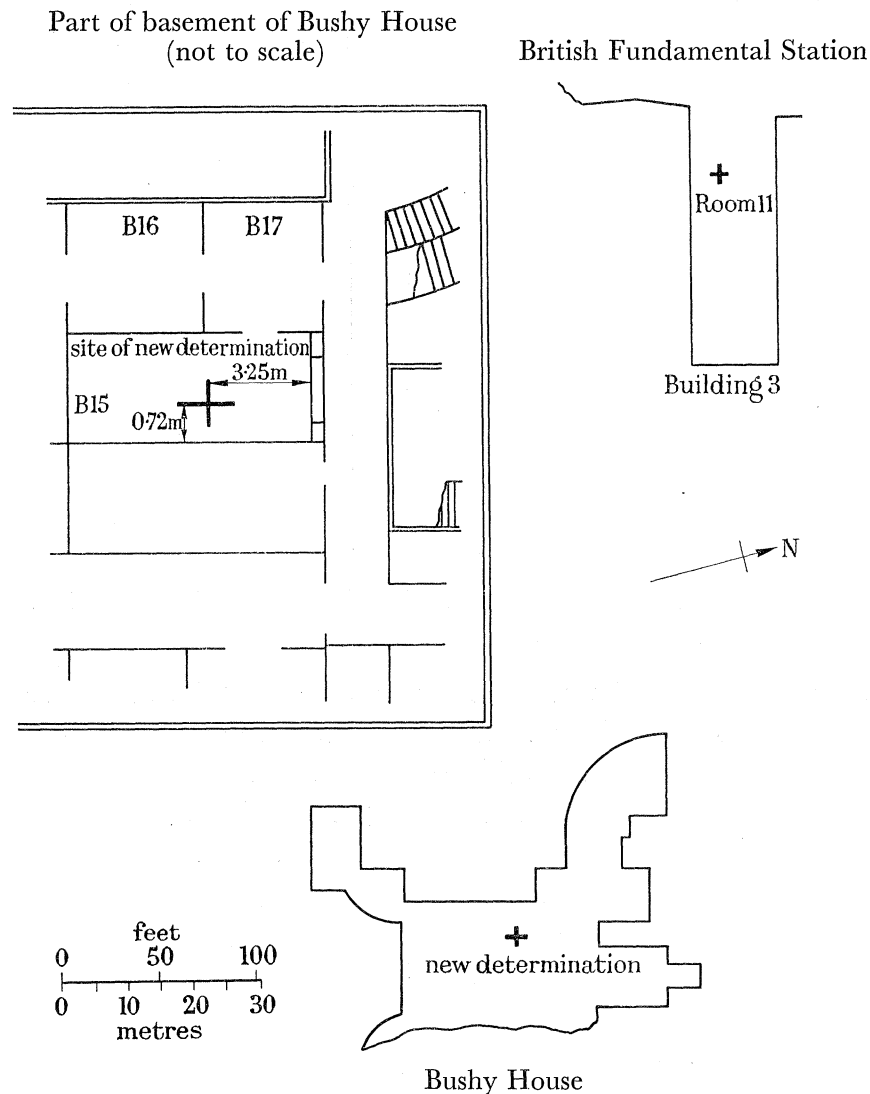 Part of basement of Bushy House
(not to scale)
British Fundamental Station
B16
B17
Room 11
site of new determination
3·25m
B15
0·72m
Building 3
N
feet
0 50 100
0 10 20 30
metres
new determination
Bushy House